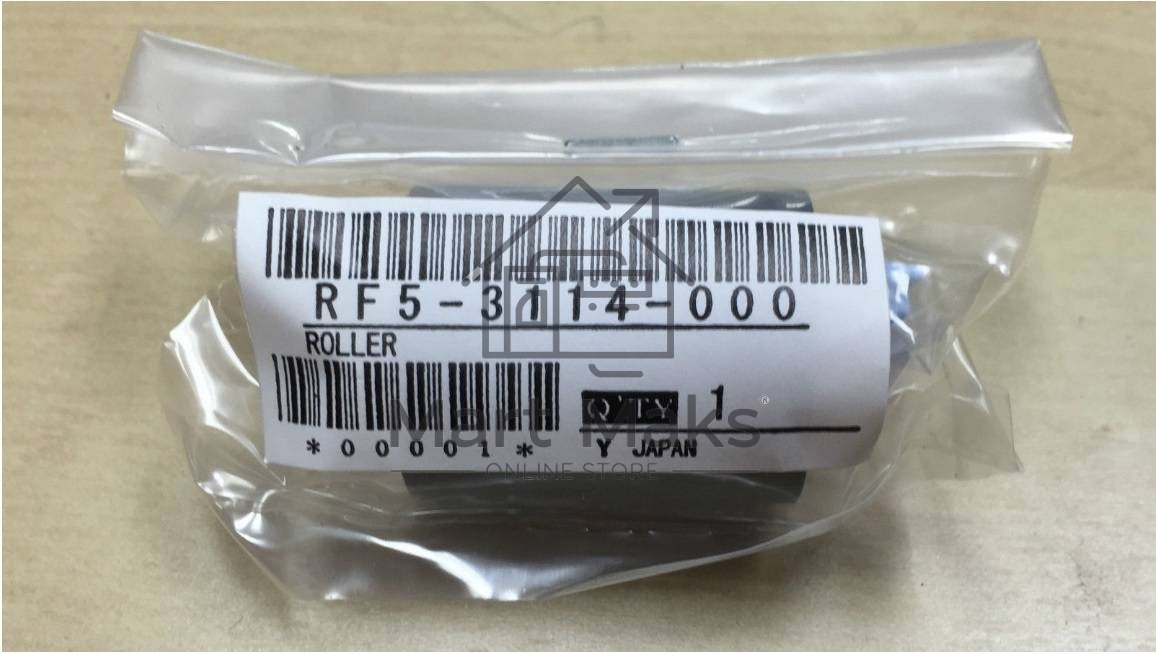 RF5-3114-000
ROLLER
Q'TY 1
*00001* Y JAPAN
Mart Maks ®
ONLINE STORE